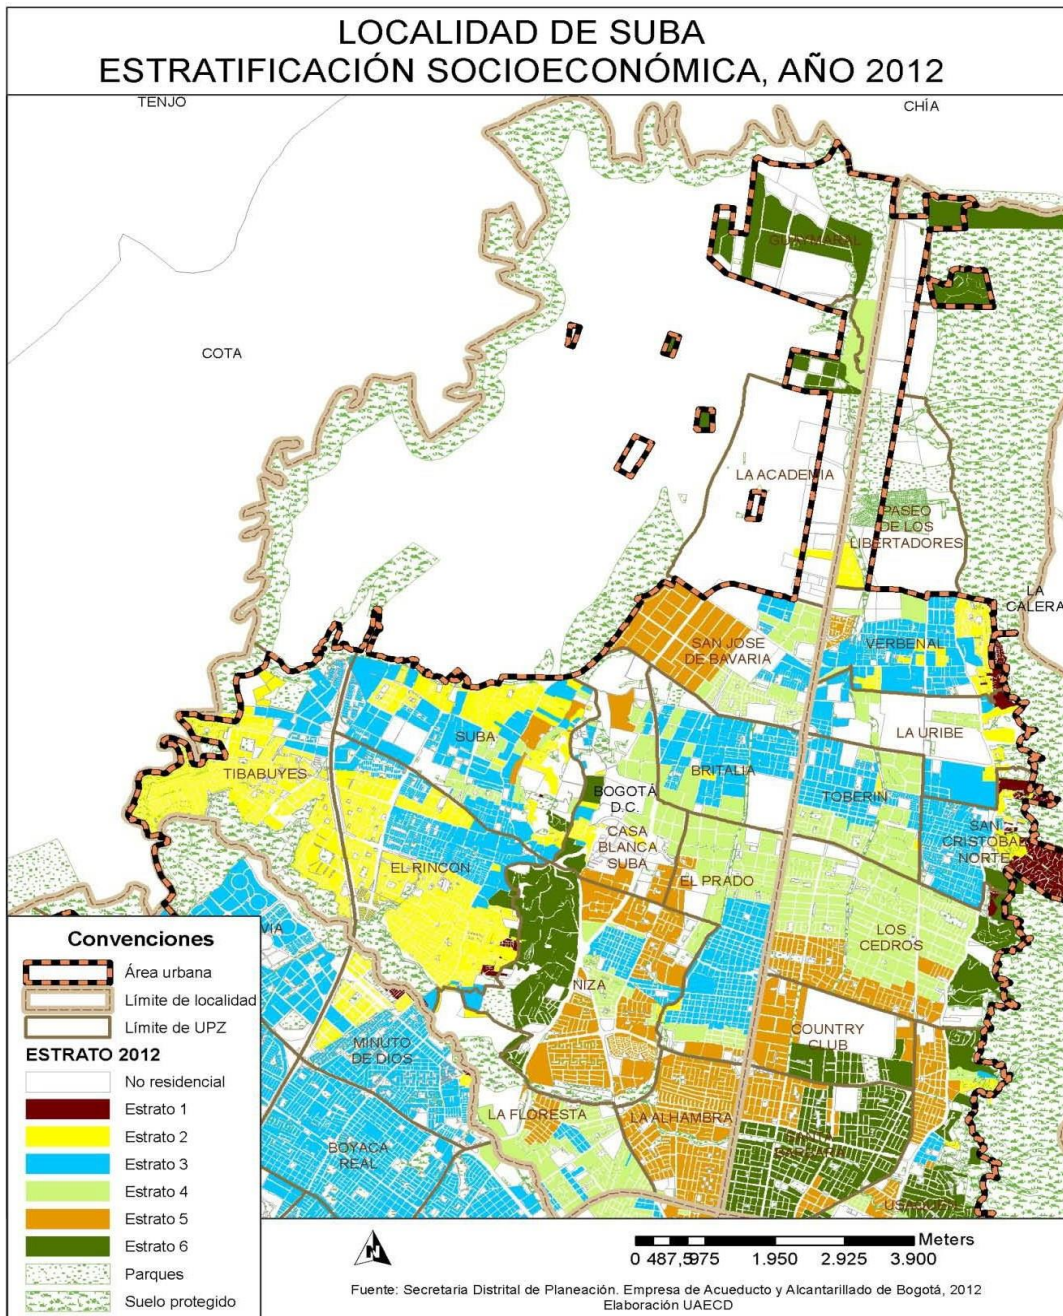 LOCALIDAD DE SUBA
ESTRATIFICACIÓN SOCIOECONÓMICA, AÑO 2012
TENJO
CHÍA
GUAYMARAL
COTA
LA ACADEMIA
PASEO
DE LOS
LIBERTADORES
LA
CALERA
SAN JOSE
DE BAVARIA
VERBENAL
SUBA
LA URIBE
TIBABUYES
BRITALIA
TOBERIN
BOGOTÁ
D.C.
CASA
BLANCA
SUBA
SAN
CRISTOBAL
NORTE
EL RINCON
EL PRADO
LOS
CEDROS
NIZA
COUNTRY
CLUB
MINUTO
DE DIOS
LA FLORESTA
LA ALHAMBRA
SANTA
BARBARA
BOYACA
REAL
USAQUEN
Convenciones
Área urbana
Límite de localidad
Límite de UPZ
ESTRATO 2012
No residencial
Estrato 1
Estrato 2
Estrato 3
Estrato 4
Estrato 5
Estrato 6
Parques
Suelo protegido
N
Meters
0 487,5 975 1.950 2.925 3.900
Fuente: Secretaria Distrital de Planeación. Empresa de Acueducto y Alcantarillado de Bogotá, 2012
Elaboración UAECD